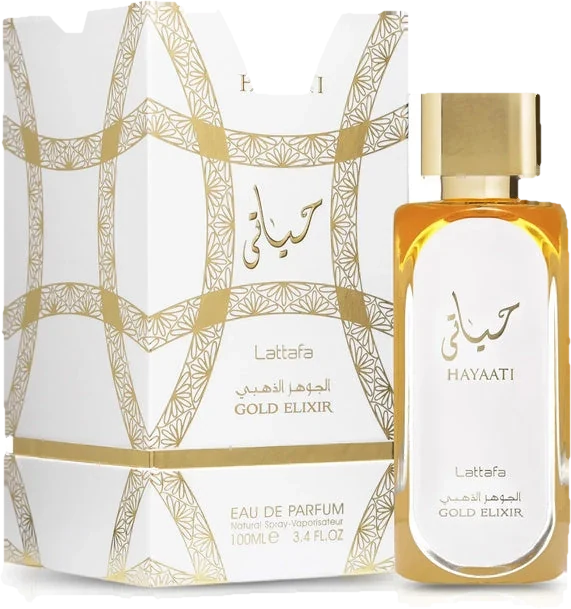 حياتي
Lattafa
الجوهر الذهبي
GOLD ELIXIR
EAU DE PARFUM
Natural Spray-Vaporisateur
100ML ℮ 3.4 FL.OZ
حياتي
HAYAATI
Lattafa
الجوهر الذهبي
GOLD ELIXIR